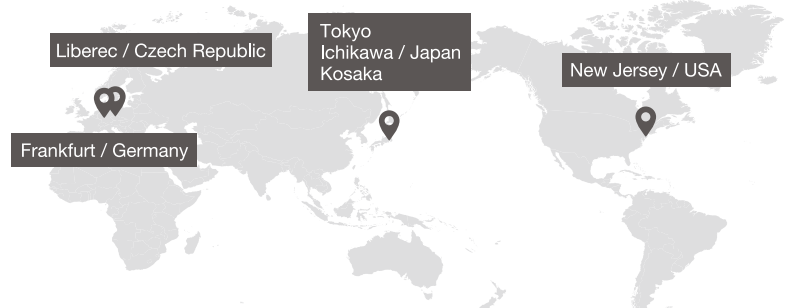 Liberec / Czech Republic
Frankfurt / Germany
Tokyo
Ichikawa / Japan
Kosaka
New Jersey / USA